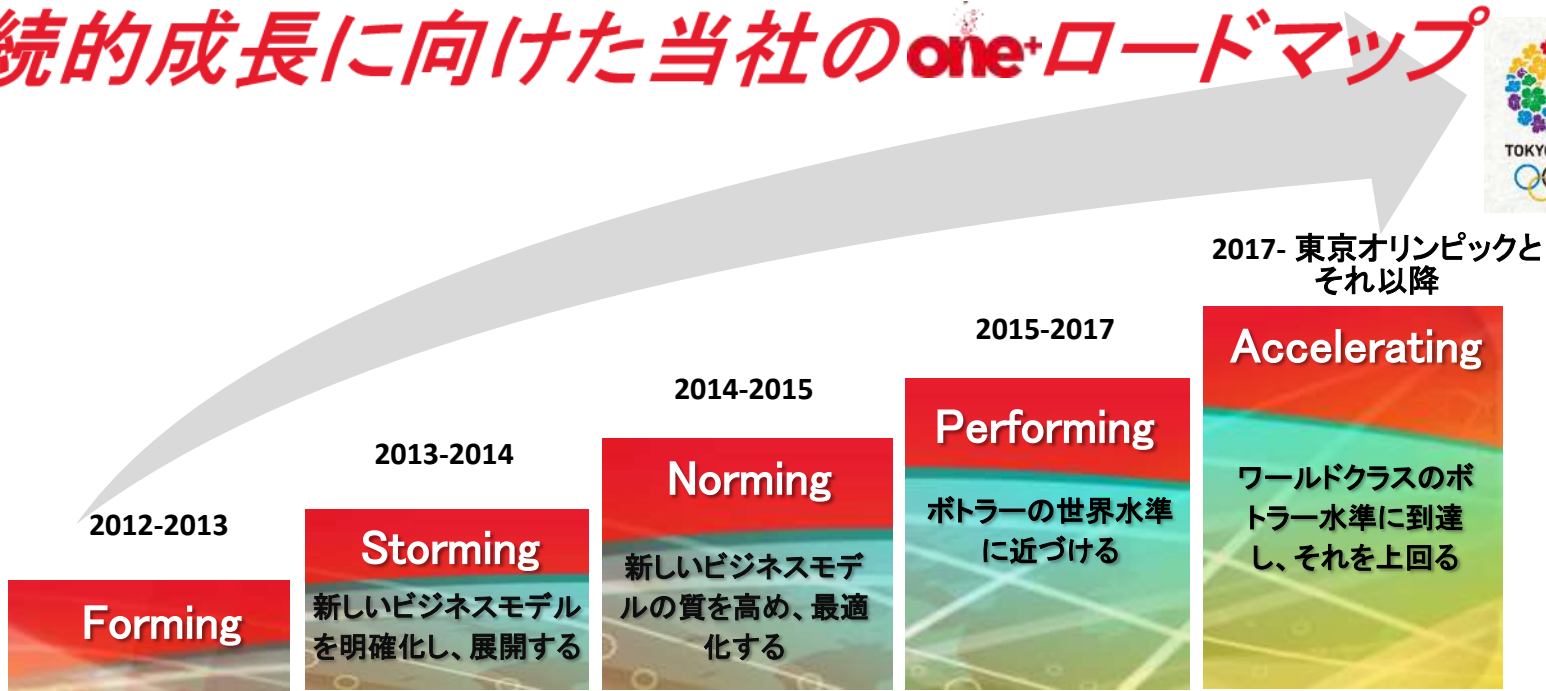 続的成長に向けた当社のone+ロードマップ
TOKYO
2017- 東京オリンピックと
それ以降
2015-2017
Accelerating
2014-2015
Performing
2013-2014
Norming
ワールドクラスのボ
トラー水準に到達
し、それを上回る
ボトラーの世界水準
に近づける
2012-2013
Storming
新しいビジネスモデ
ルの質を高め、最適
化する
Forming
新しいビジネスモデル
を明確化し、展開する